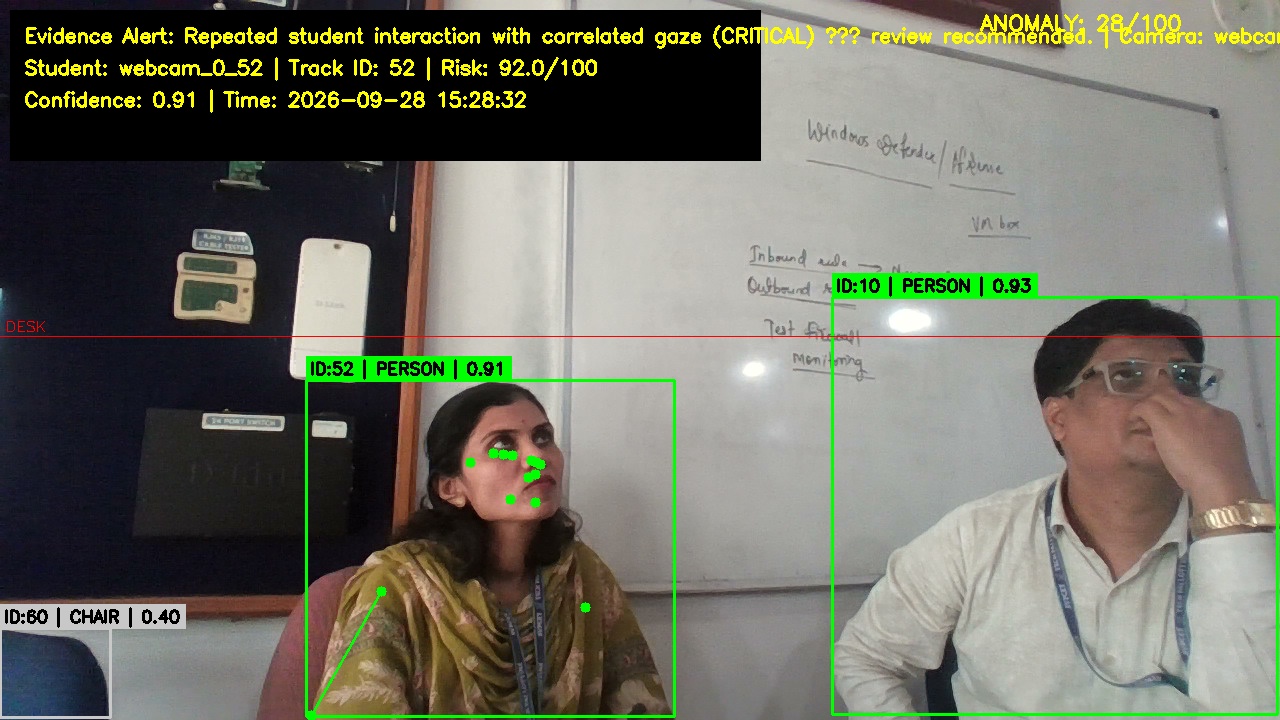 Evidence Alert: Repeated student interaction with correlated gaze (CRITICAL) ??? review recommended. | Camera: webcam
ANOMALY: 28/100
Student: webcam_0_52 | Track ID: 52 | Risk: 92.0/100
Confidence: 0.91 | Time: 2026-09-28 15:28:32
Windows Defender /
VM box
Inbound rule →
Outbound
Test firewall
monitoring
CABLE TESTER
D-Link
DESK
ID:10 | PERSON | 0.93
ID:52 | PERSON | 0.91
PORT SWITCH
ID:60 | CHAIR | 0.40